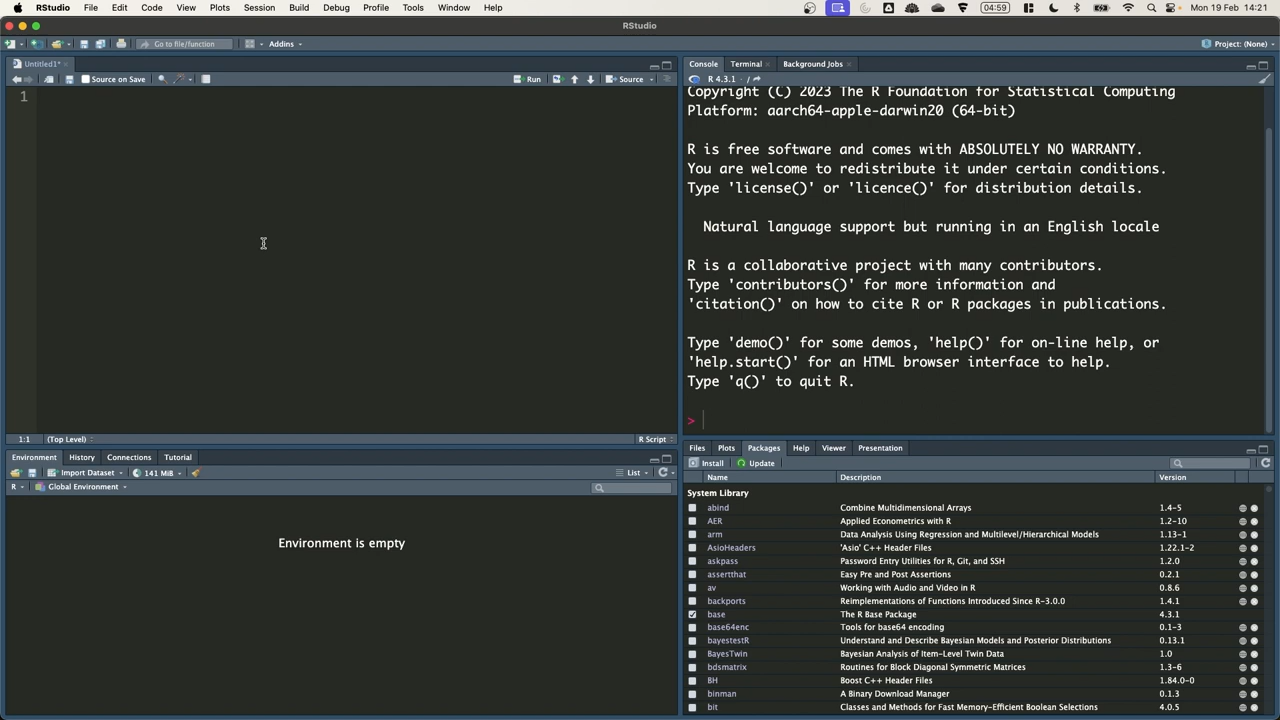 File Edit Code View Plots Session Build Debug Profile Tools Window Help 04:59 Mon 19 Feb 14:21
RStudio
Go to file/function Addins Project: (None)
Untitled1*
Source on Save Run Source
1
1:1 (Top Level) R Script
Console Terminal Background Jobs
R 4.3.1 · /
Copyright (C) 2023 The R Foundation for Statistical Computing
Platform: aarch64-apple-darwin20 (64-bit)
R is free software and comes with ABSOLUTELY NO WARRANTY.
You are welcome to redistribute it under certain conditions.
Type 'license()' or 'licence()' for distribution details.
Natural language support but running in an English locale
R is a collaborative project with many contributors.
Type 'contributors()' for more information and
'citation()' on how to cite R or R packages in publications.
Type 'demo()' for some demos, 'help()' for on-line help, or
'help.start()' for an HTML browser interface to help.
Type 'q()' to quit R.
>
Environment History Connections Tutorial
Import Dataset 141 MiB List
R Global Environment
Environment is empty
Files Plots Packages Help Viewer Presentation
Install Update
Name Description Version
System Library
abind Combine Multidimensional Arrays 1.4-5
AER Applied Econometrics with R 1.2-10
arm Data Analysis Using Regression and Multilevel/Hierarchical Models 1.13-1
AsioHeaders 'Asio' C++ Header Files 1.22.1-2
askpass Password Entry Utilities for R, Git, and SSH 1.2.0
assertthat Easy Pre and Post Assertions 0.2.1
av Working with Audio and Video in R 0.8.6
backports Reimplementations of Functions Introduced Since R-3.0.0 1.4.1
base The R Base Package 4.3.1
base64enc Tools for base64 encoding 0.1-3
bayestestR Understand and Describe Bayesian Models and Posterior Distributions 0.13.1
BayesTwin Bayesian Analysis of Item-Level Twin Data 1.0
bdsmatrix Routines for Block Diagonal Symmetric Matrices 1.3-6
BH Boost C++ Header Files 1.84.0-0
binman A Binary Download Manager 0.1.3
bit Classes and Methods for Fast Memory-Efficient Boolean Selections 4.0.5